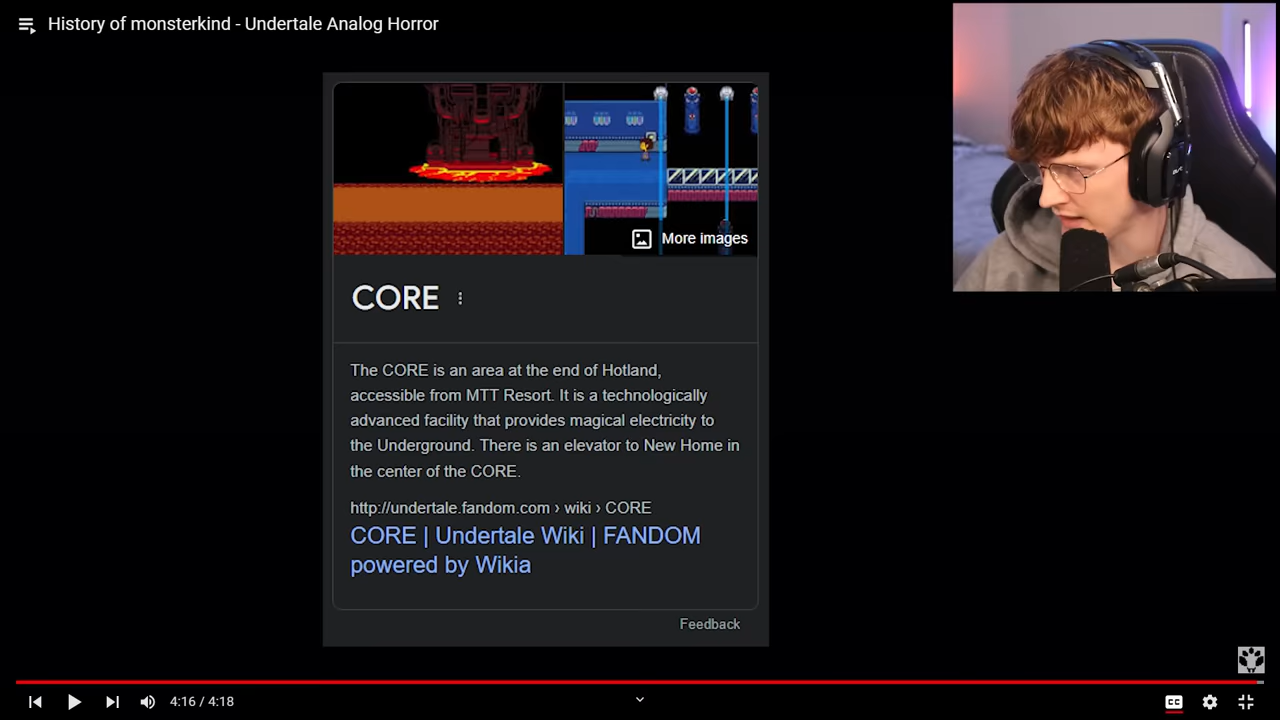 History of monsterkind - Undertale Analog Horror
More images
CORE
The CORE is an area at the end of Hotland,
accessible from MTT Resort. It is a technologically
advanced facility that provides magical electricity to
the Underground. There is an elevator to New Home in
the center of the CORE.
http://undertale.fandom.com › wiki › CORE
CORE | Undertale Wiki | FANDOM
powered by Wikia
Feedback
4:16 / 4:18
CC